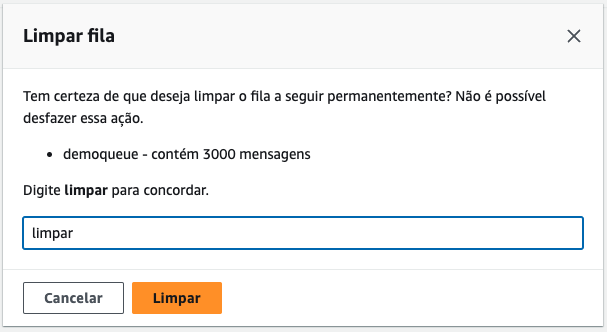 Limpar fila
Tem certeza de que deseja limpar o fila a seguir permanentemente? Não é possível
desfazer essa ação.
• demoqueue - contém 3000 mensagens
Digite limpar para concordar.
limpar
Cancelar
Limpar